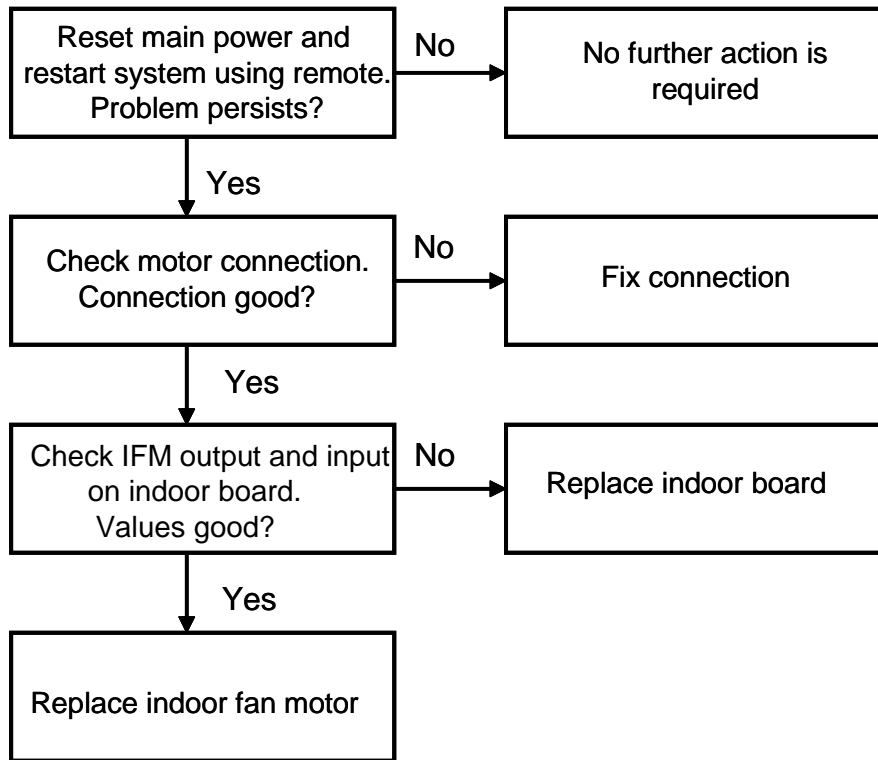 Reset main power and
restart system using remote.
Problem persists?
No
No further action is
required
Yes
Check motor connection.
Connection good?
No
Fix connection
Yes
Check IFM output and input
on indoor board.
Values good?
No
Replace indoor board
Yes
Replace indoor fan motor